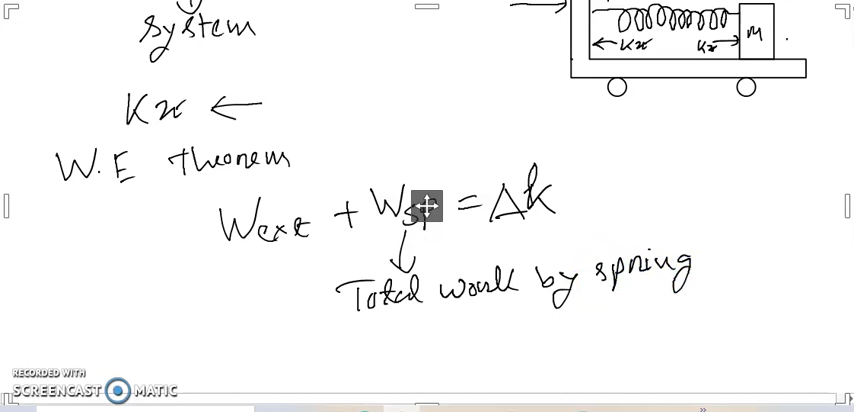 system
Kx Kx M
Kx ←
W.E theorem
Wext + Wsp = Δk
Total work by spring
RECORDED WITH
SCREENCAST MATIC